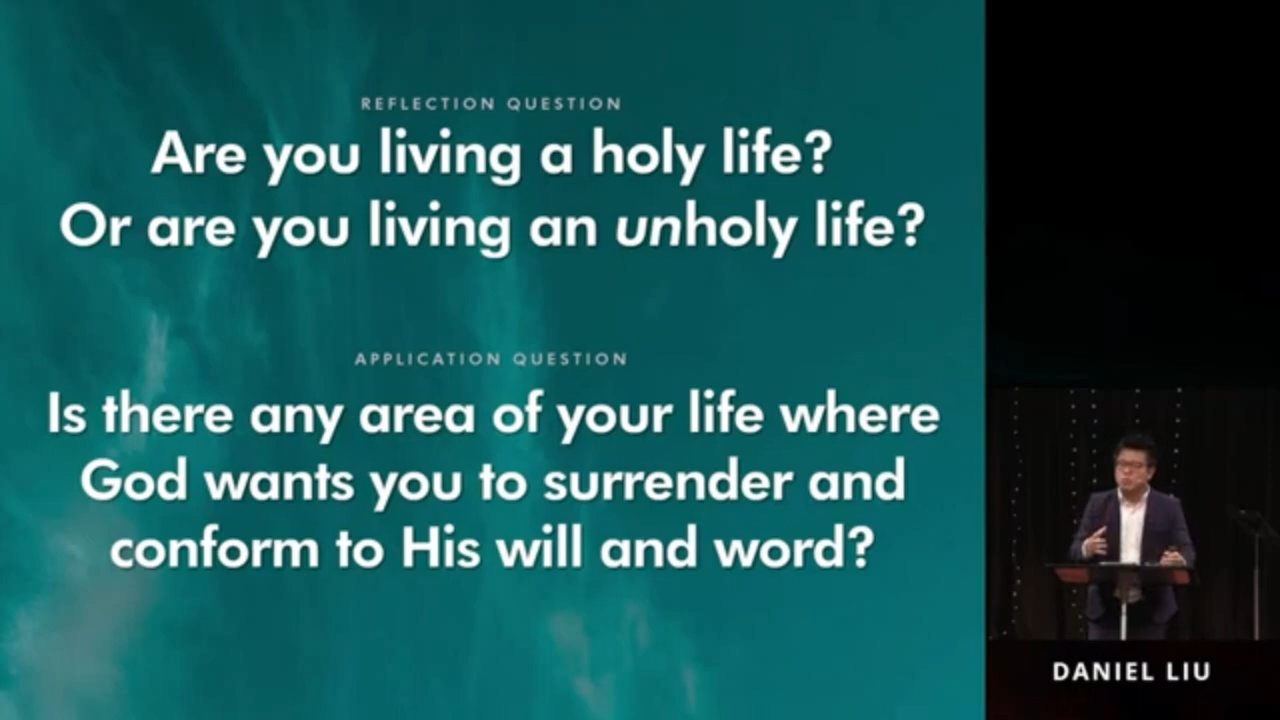 REFLECTION QUESTION
Are you living a holy life?
Or are you living an unholy life?
APPLICATION QUESTION
Is there any area of your life where
God wants you to surrender and
conform to His will and word?
DANIEL LIU